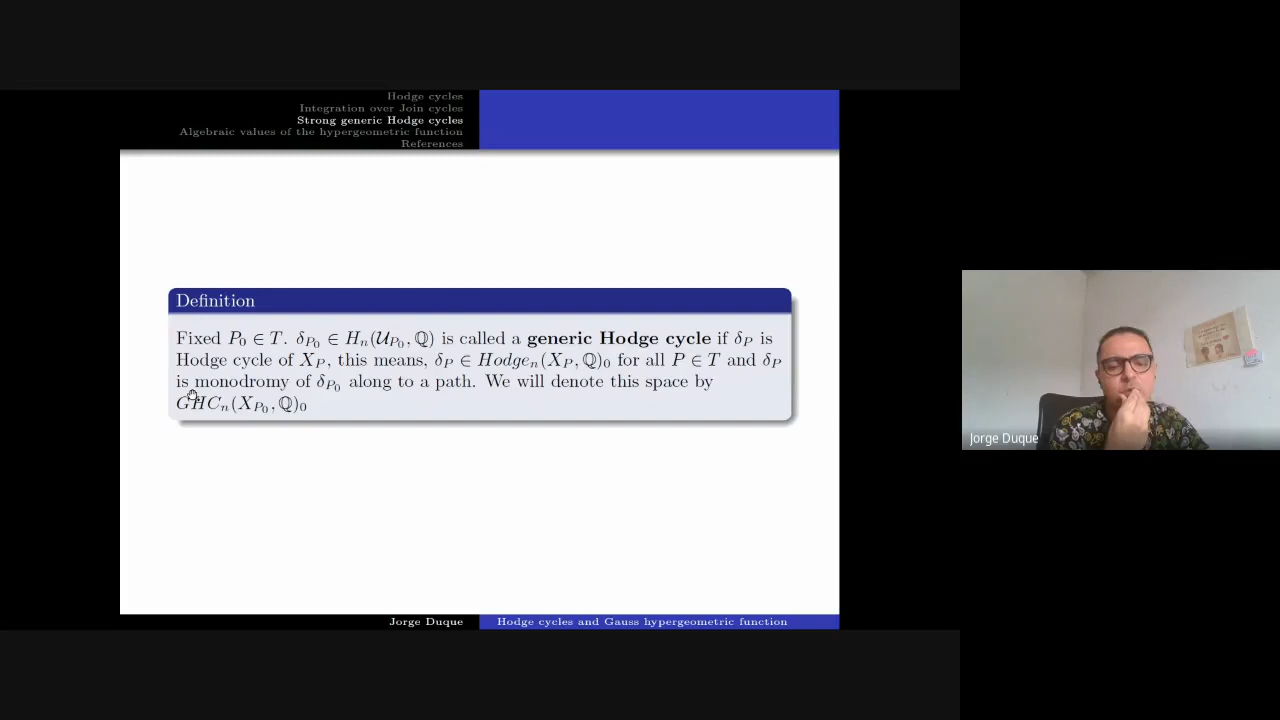 Hodge cycles
Integration over Join cycles
Strong generic Hodge cycles
Algebraic values of the hypergeometric function
References
Definition
Fixed P₀ ∈ T. δ_{P₀} ∈ Hₙ(𝒰_{P₀}, ℚ) is called a generic Hodge cycle if δ_P is
Hodge cycle of X_P, this means, δ_P ∈ Hodgeₙ(X_P, ℚ)₀ for all P ∈ T and δ_P
is monodromy of δ_{P₀} along to a path. We will denote this space by
GHCₙ(X_{P₀}, ℚ)₀
Jorge Duque
Jorge Duque
Hodge cycles and Gauss hypergeometric function